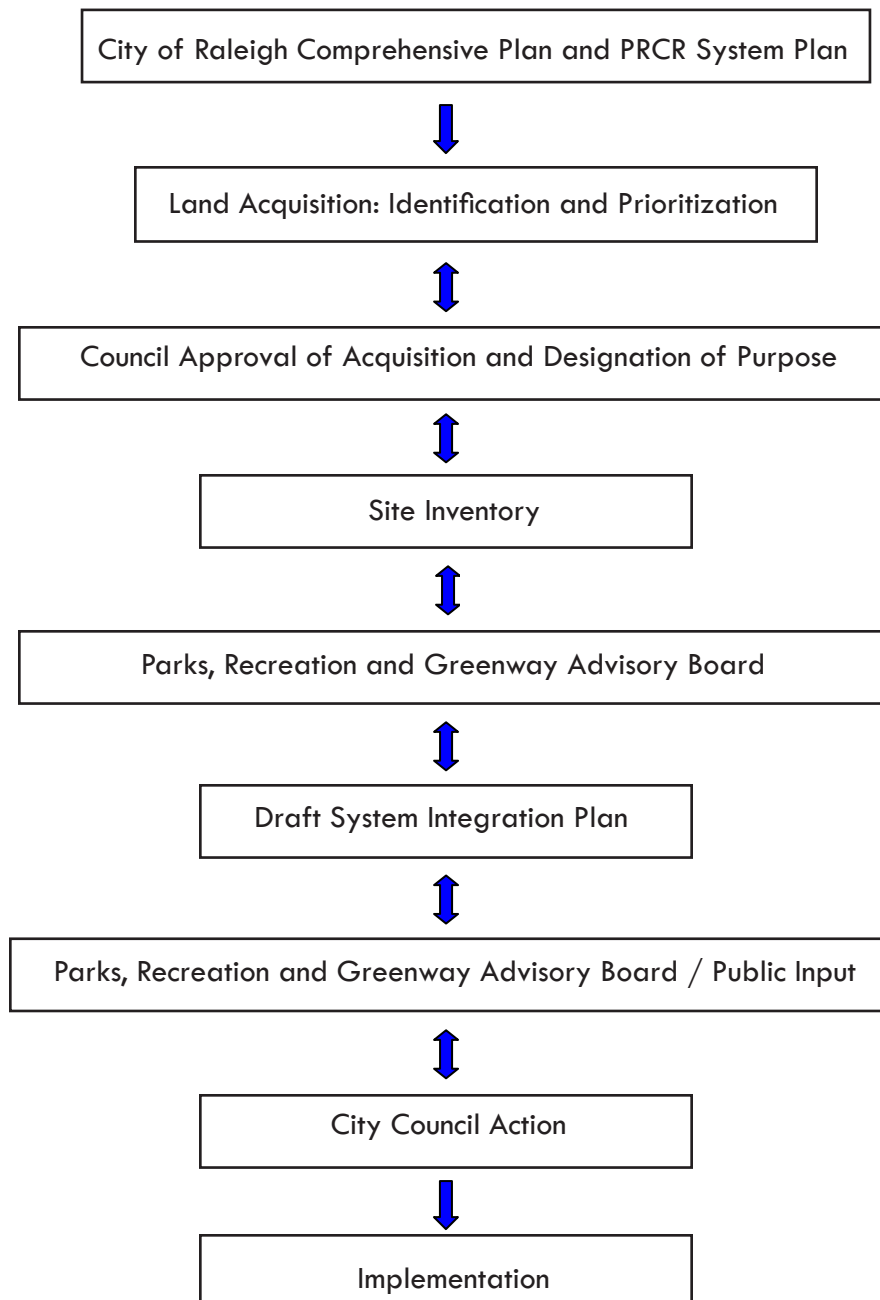 City of Raleigh Comprehensive Plan and PRCR System Plan
Land Acquisition: Identification and Prioritization
Council Approval of Acquisition and Designation of Purpose
Site Inventory
Parks, Recreation and Greenway Advisory Board
Draft System Integration Plan
Parks, Recreation and Greenway Advisory Board / Public Input
City Council Action
Implementation